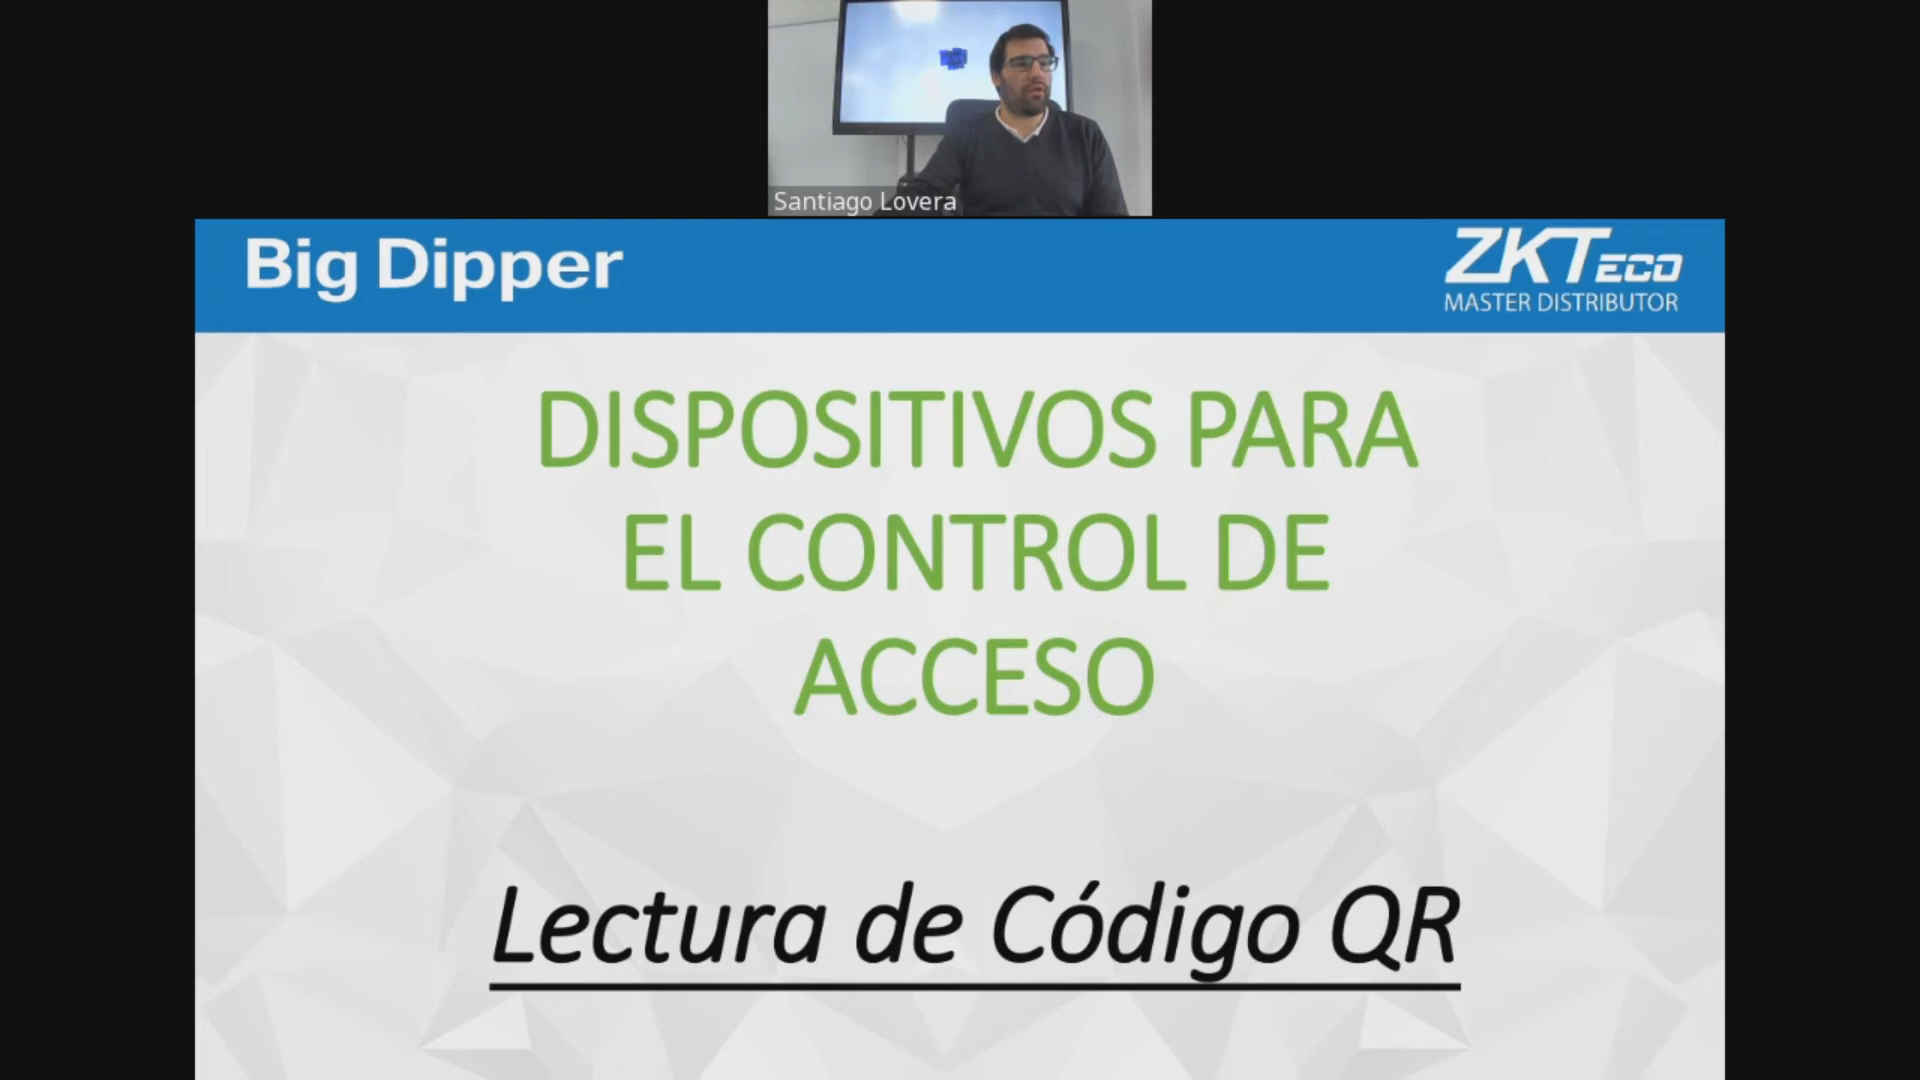 Santiago Lovera
Big Dipper
ZKTECO
MASTER DISTRIBUTOR
DISPOSITIVOS PARA
EL CONTROL DE
ACCESO
Lectura de Código QR